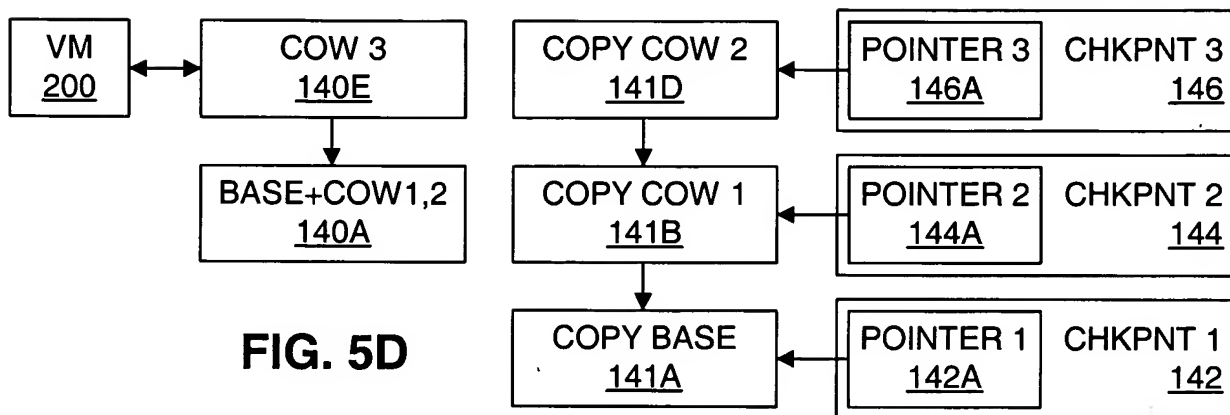 VM
200
COW 3
140E
COPY COW 2
141D
POINTER 3
146A
CHKPNT 3
146
BASE+COW1,2
140A
COPY COW 1
141B
POINTER 2
144A
CHKPNT 2
144
FIG. 5D
COPY BASE
141A
POINTER 1
142A
CHKPNT 1
142